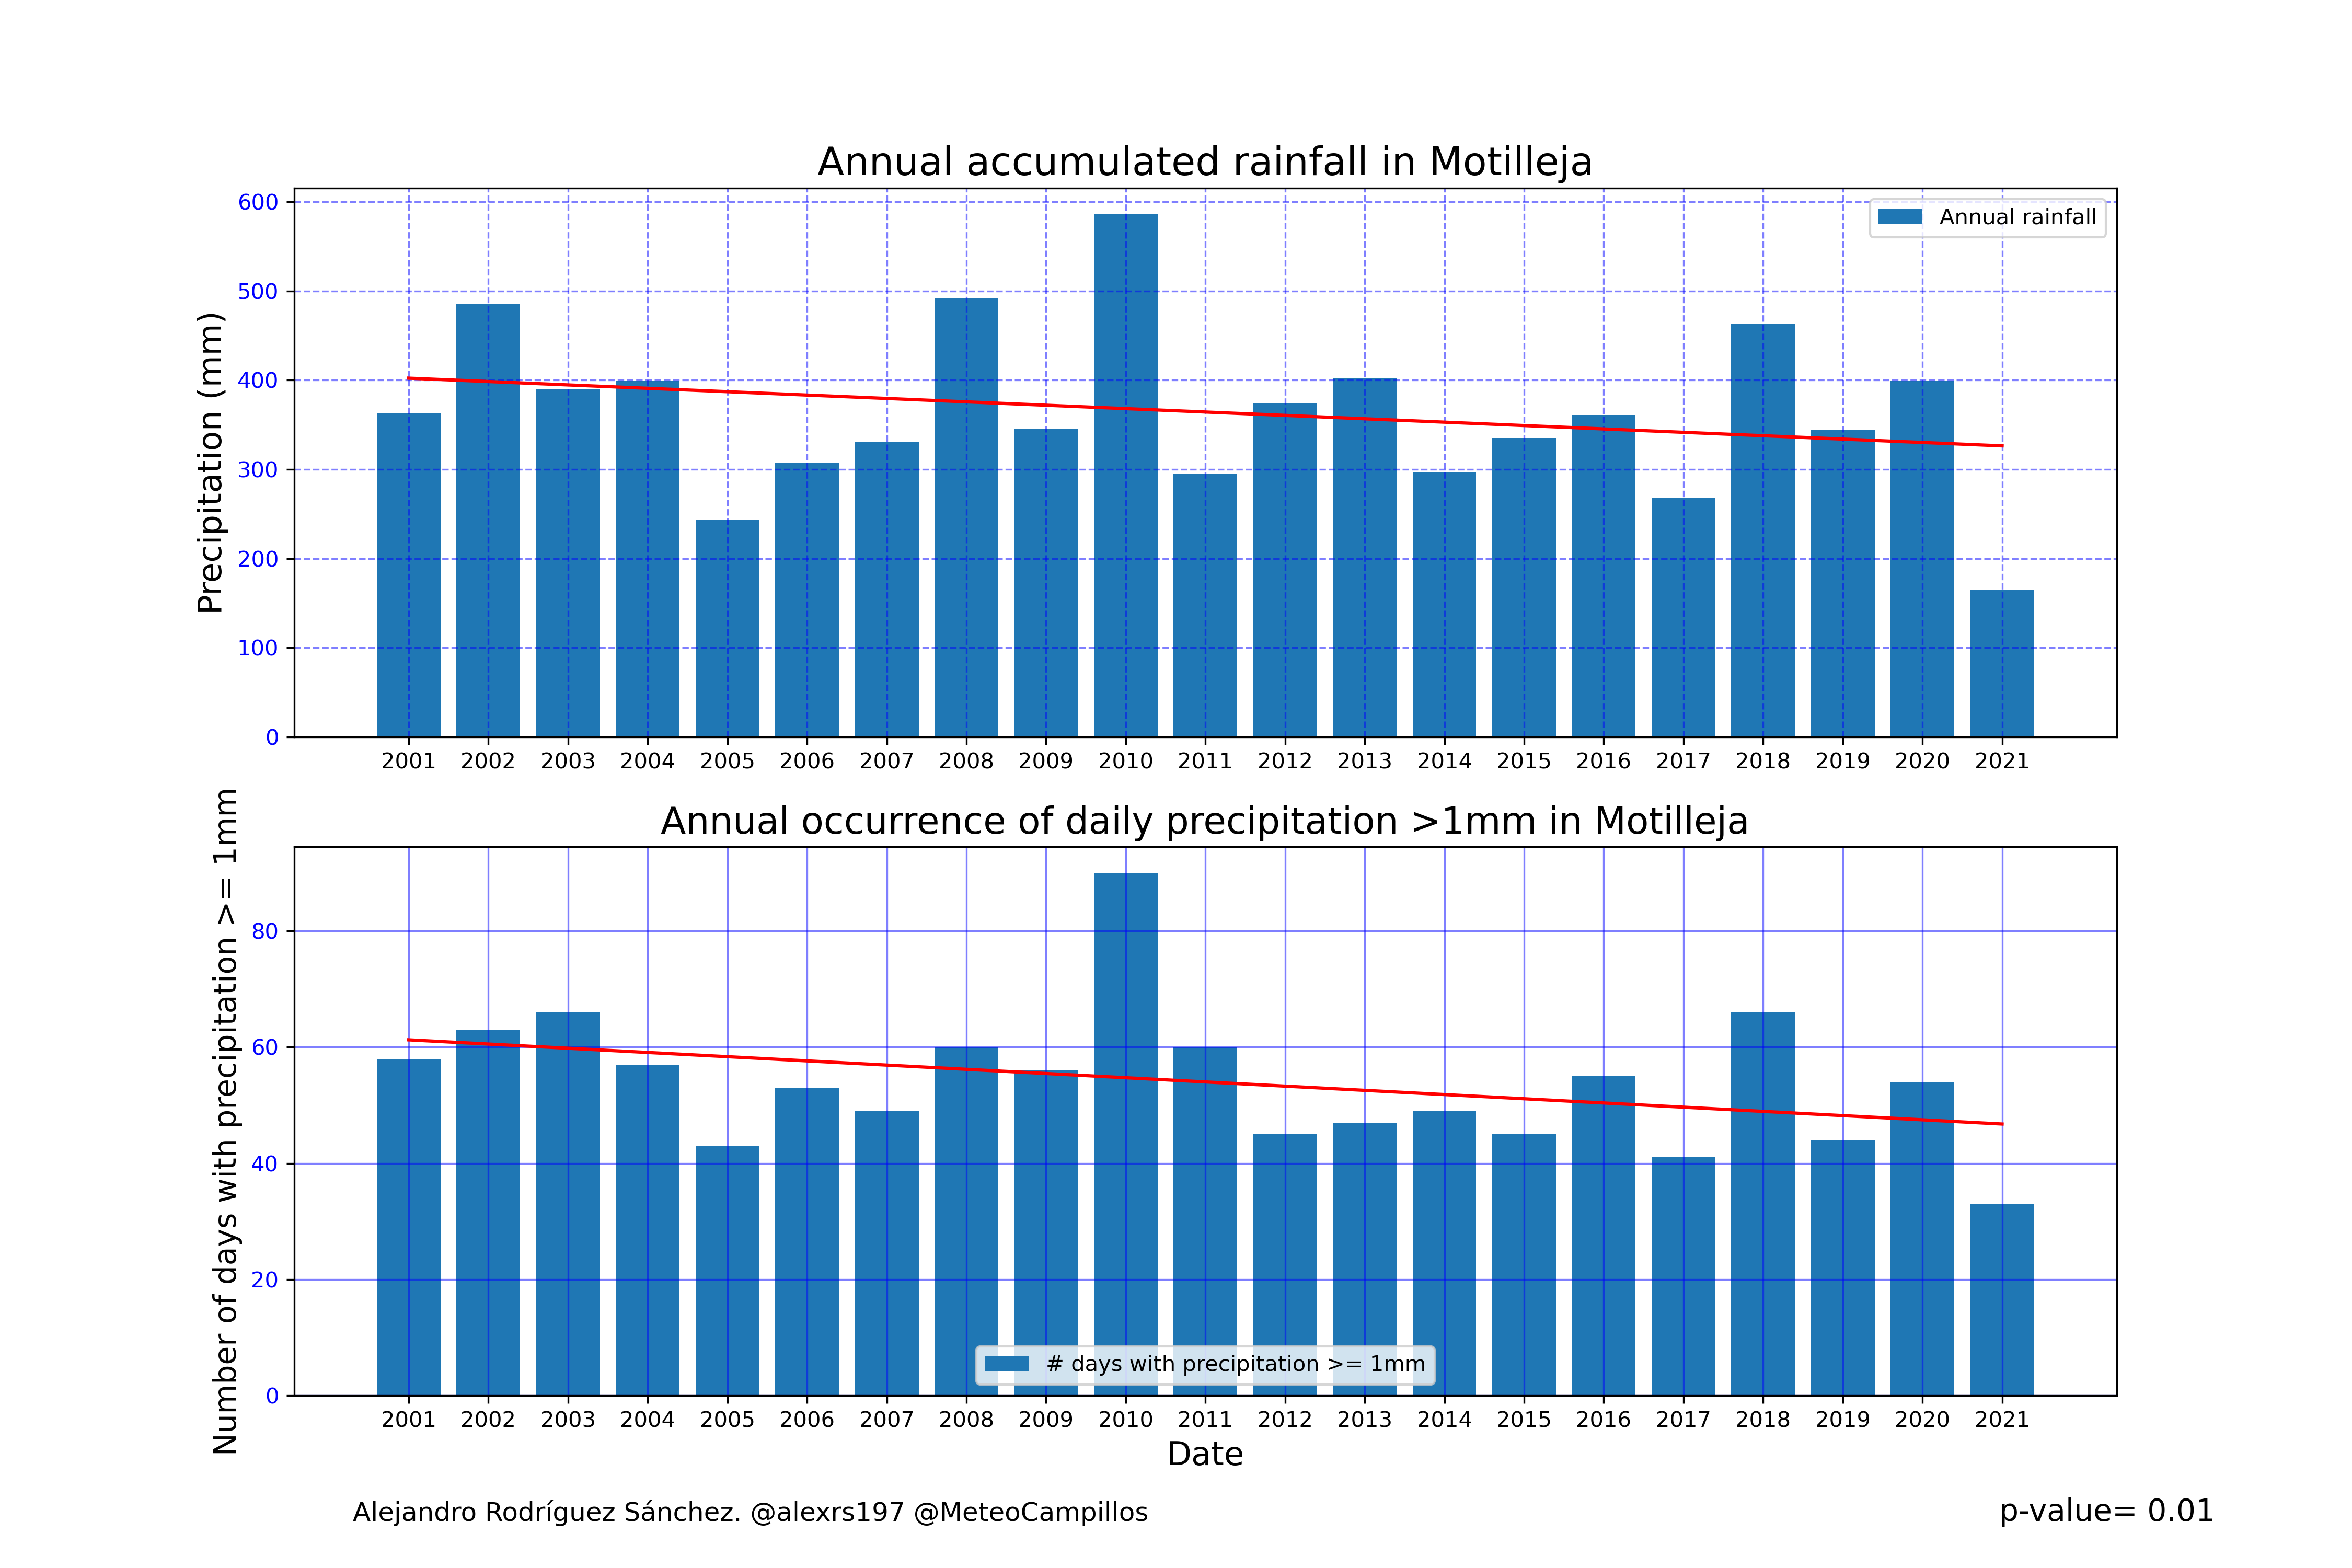 Annual accumulated rainfall in Motilleja
Precipitation (mm)
600
500
400
300
200
100
0
Annual rainfall
2001 2002 2003 2004 2005 2006 2007 2008 2009 2010 2011 2012 2013 2014 2015 2016 2017 2018 2019 2020 2021
Annual occurrence of daily precipitation >1mm in Motilleja
Number of days with precipitation >= 1mm
80
60
40
20
0
# days with precipitation >= 1mm
2001 2002 2003 2004 2005 2006 2007 2008 2009 2010 2011 2012 2013 2014 2015 2016 2017 2018 2019 2020 2021
Date
Alejandro Rodríguez Sánchez. @alexrs197 @MeteoCampillos
p-value= 0.01